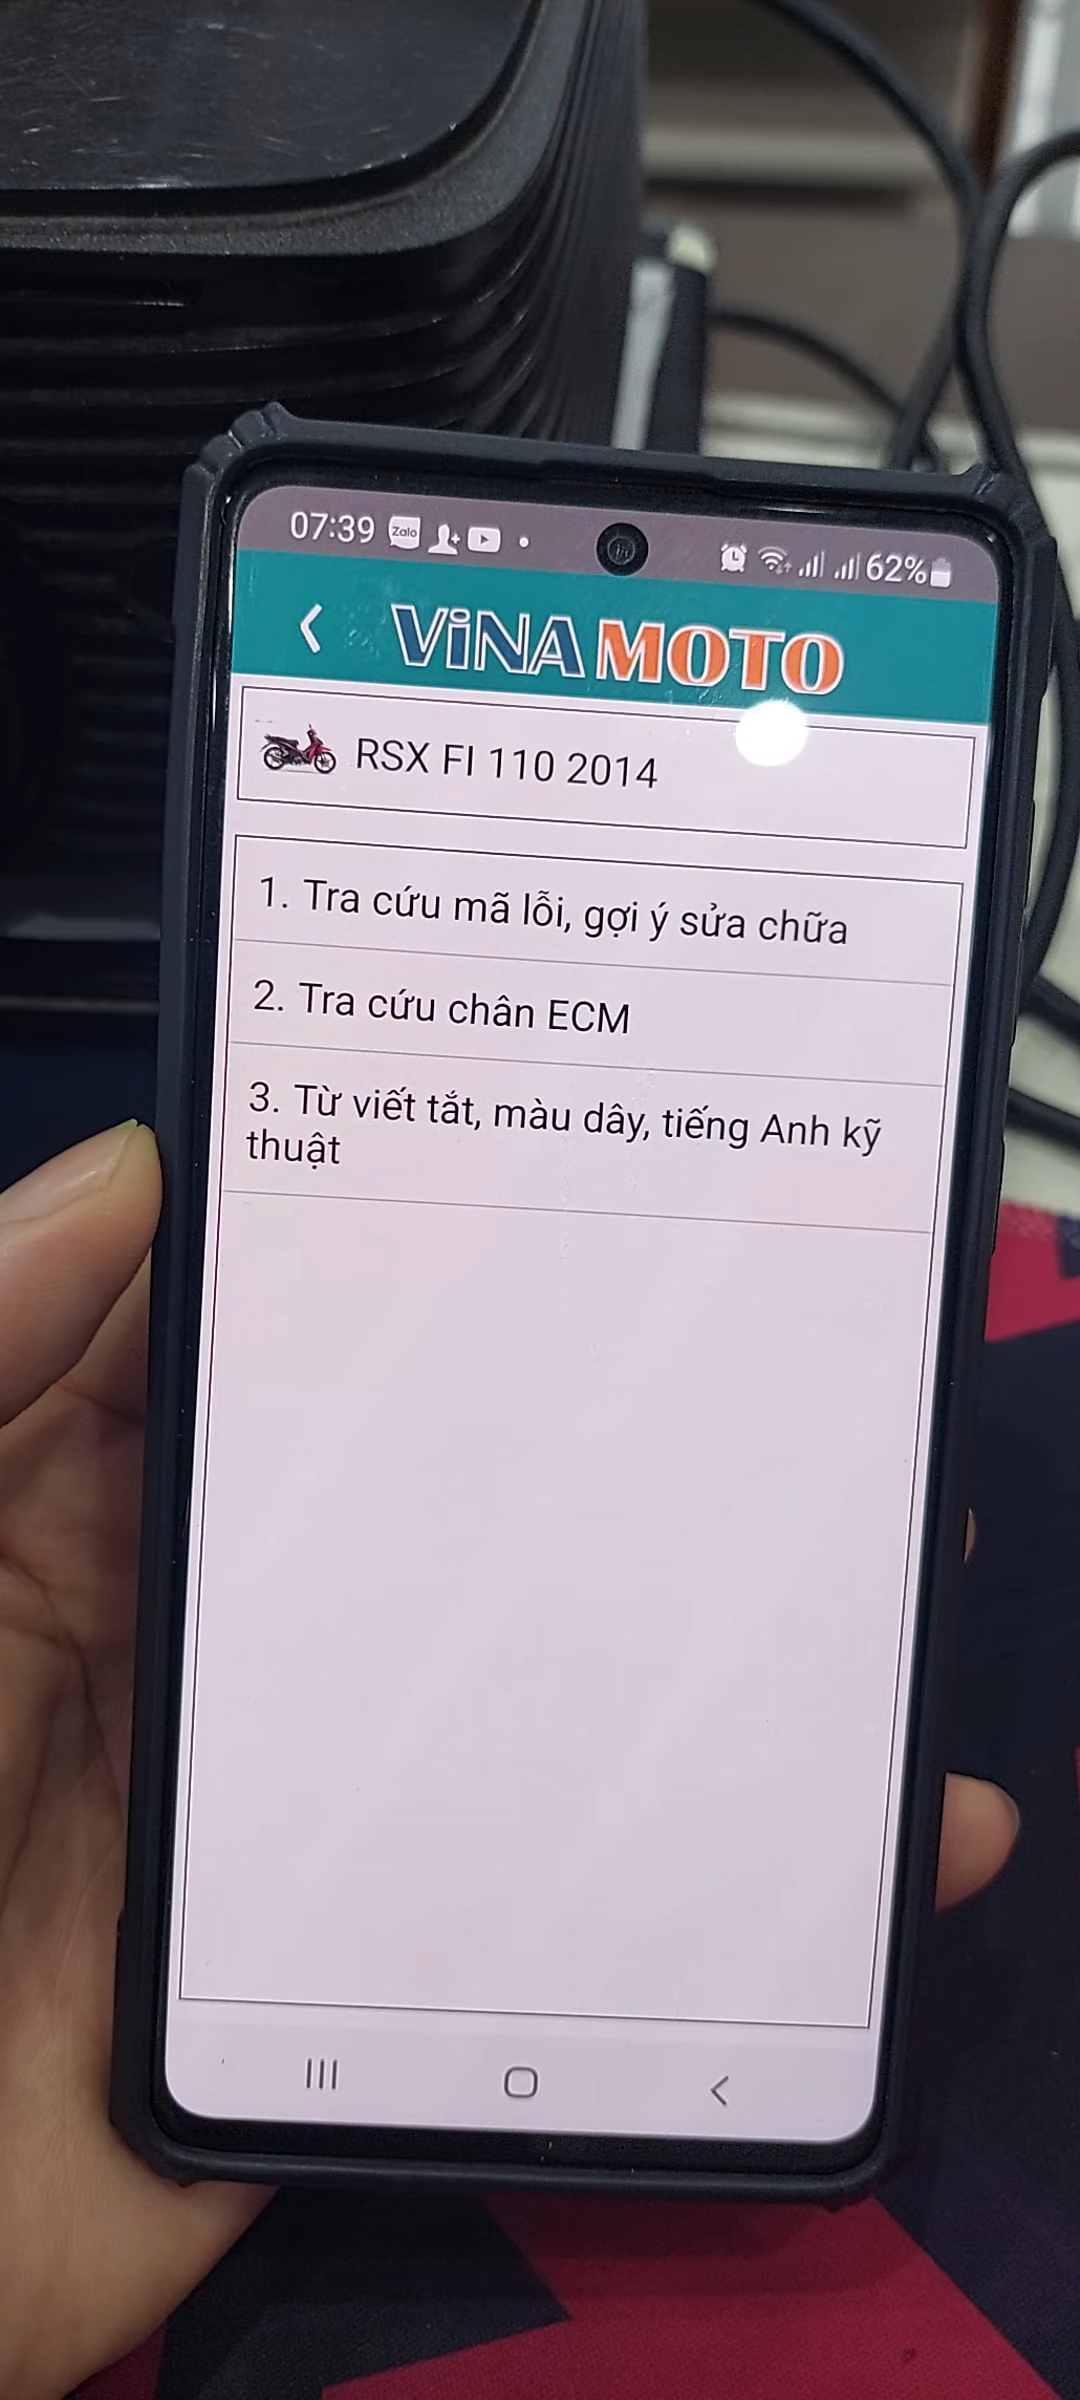 07:39 Zalo 62%
ViNA MOTO
RSX FI 110 2014
1. Tra cứu mã lỗi, gợi ý sửa chữa
2. Tra cứu chân ECM
3. Từ viết tắt, màu dây, tiếng Anh kỹ
thuật